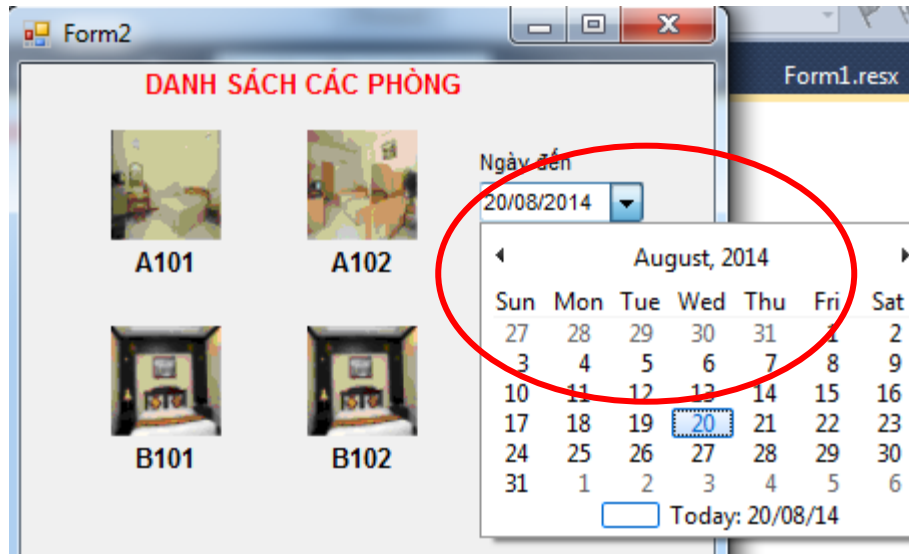 Form2
Form1.resx
DANH SÁCH CÁC PHÒNG
Ngày đến
20/08/2014
A101 A102
August, 2014
Sun Mon Tue Wed Thu Fri Sat
27 28 29 30 31 1 2
3 4 5 6 7 8 9
10 11 12 13 14 15 16
17 18 19 20 21 22 23
24 25 26 27 28 29 30
31 1 2 3 4 5 6
Today: 20/08/14
B101 B102